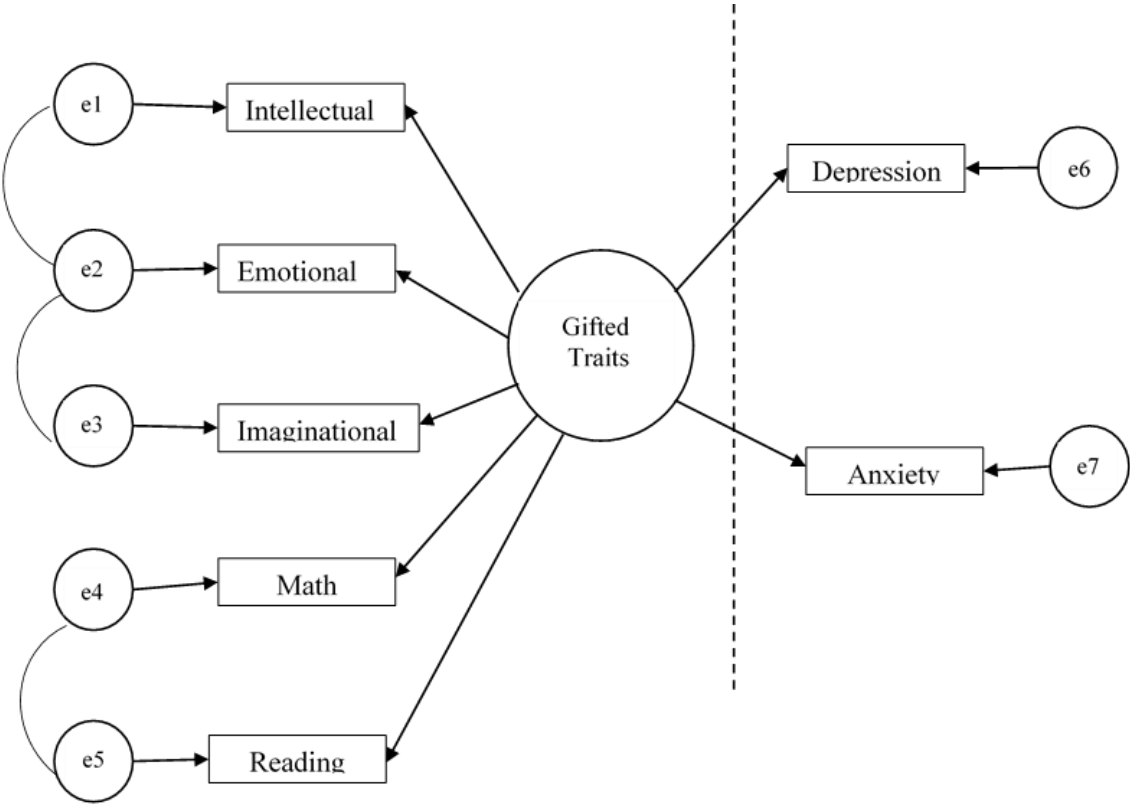 e1
Intellectual
e2
Emotional
e3
Imaginational
e4
Math
e5
Reading
Gifted
Traits
Depression
e6
Anxiety
e7